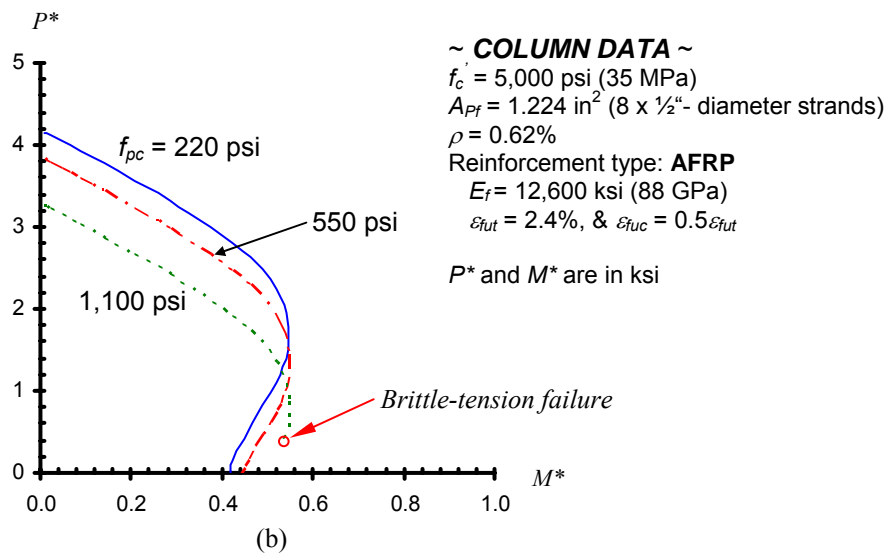 P*
5
4
3
2
1
0
0.0 0.2 0.4 0.6 0.8 1.0
M*
f_pc = 220 psi
550 psi
1,100 psi
Brittle-tension failure
(b)
~ COLUMN DATA ~
f_c' = 5,000 psi (35 MPa)
A_Pf = 1.224 in² (8 x ½“- diameter strands)
ρ = 0.62%
Reinforcement type: AFRP
E_f = 12,600 ksi (88 GPa)
ε_fut = 2.4%, & ε_fuc = 0.5ε_fut
P* and M* are in ksi